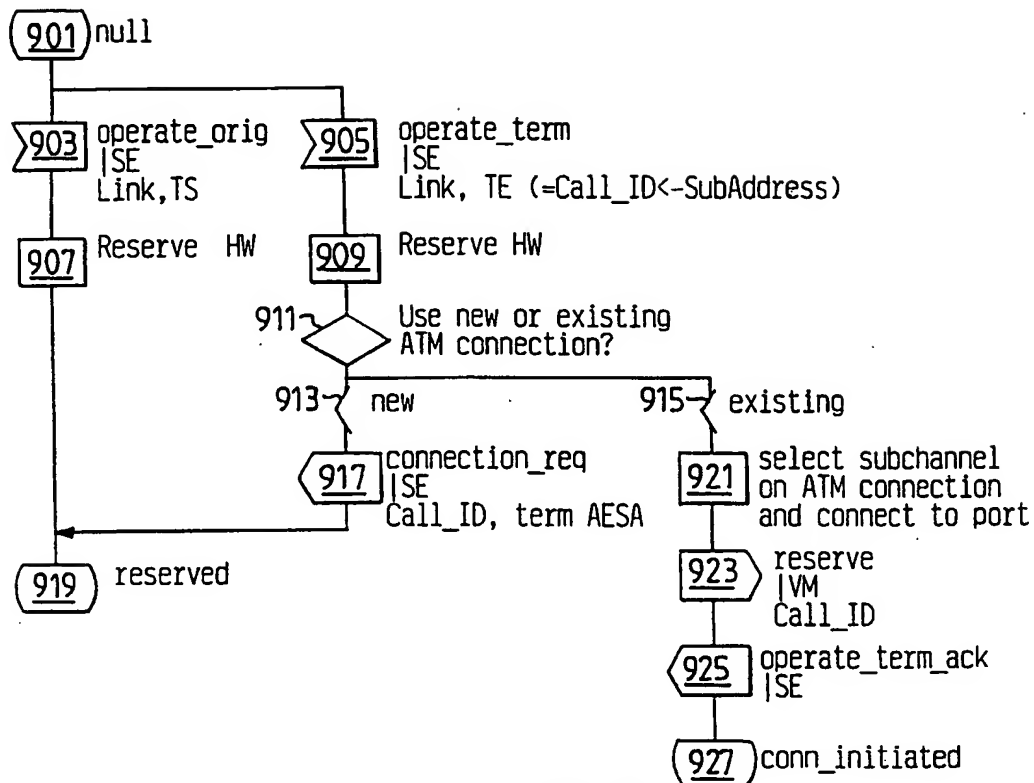 901 null
903 operate_orig
|SE
Link,TS
905 operate_term
|SE
Link, TE (=Call_ID<-SubAddress)
907 Reserve HW
909 Reserve HW
911 Use new or existing
ATM connection?
913 new
915 existing
917 connection_req
|SE
Call_ID, term AESA
921 select subchannel
on ATM connection
and connect to port
919 reserved
923 reserve
|VM
Call_ID
925 operate_term_ack
|SE
927 conn_initiated